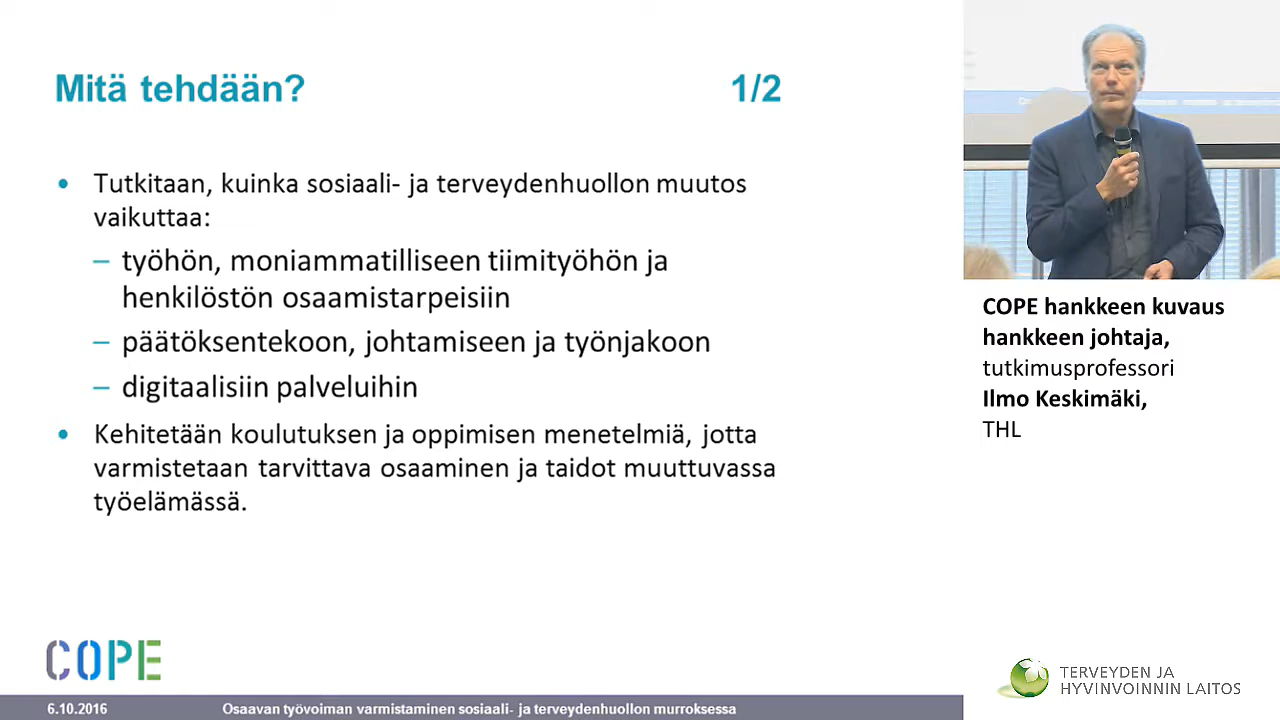 Mitä tehdään? 1/2
• Tutkitaan, kuinka sosiaali- ja terveydenhuollon muutos
vaikuttaa:
– työhön, moniammatilliseen tiimityöhön ja
henkilöstön osaamistarpeisiin
– päätöksentekoon, johtamiseen ja työnjakoon
– digitaalisiin palveluihin
• Kehitetään koulutuksen ja oppimisen menetelmiä, jotta
varmistetaan tarvittava osaaminen ja taidot muuttuvassa
työelämässä.
COPE
6.10.2016 Osaavan työvoiman varmistaminen sosiaali- ja terveydenhuollon murroksessa
COPE hankkeen kuvaus
hankkeen johtaja,
tutkimusprofessori
Ilmo Keskimäki,
THL
TERVEYDEN JA
HYVINVOINNIN LAITOS